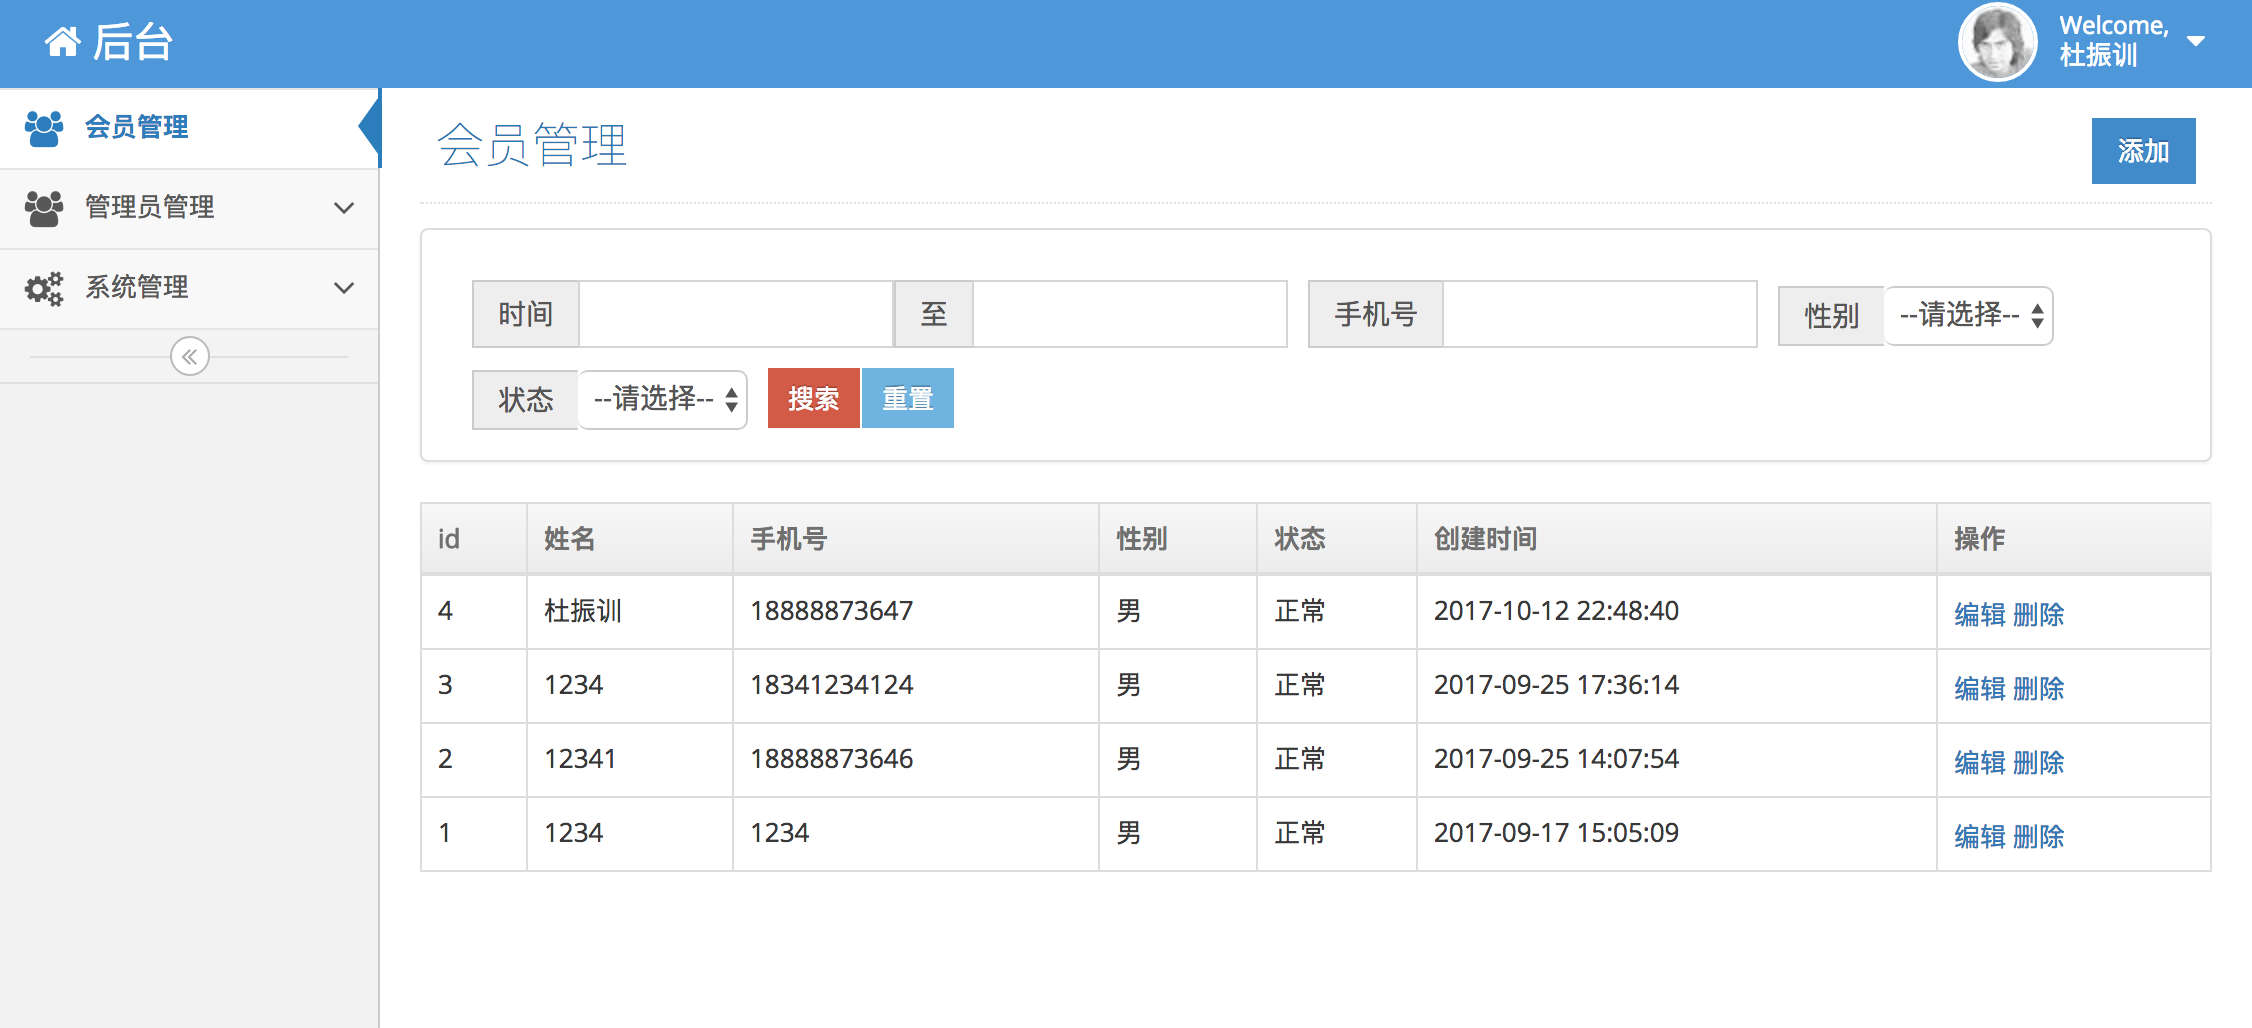 后台
Welcome,
杜振训
会员管理
管理员管理
系统管理
会员管理
添加
时间 至 手机号 性别 --请选择--
状态 --请选择-- 搜索 重置
id 姓名 手机号 性别 状态 创建时间 操作
4 杜振训 18888873647 男 正常 2017-10-12 22:48:40 编辑 删除
3 1234 18341234124 男 正常 2017-09-25 17:36:14 编辑 删除
2 12341 18888873646 男 正常 2017-09-25 14:07:54 编辑 删除
1 1234 1234 男 正常 2017-09-17 15:05:09 编辑 删除